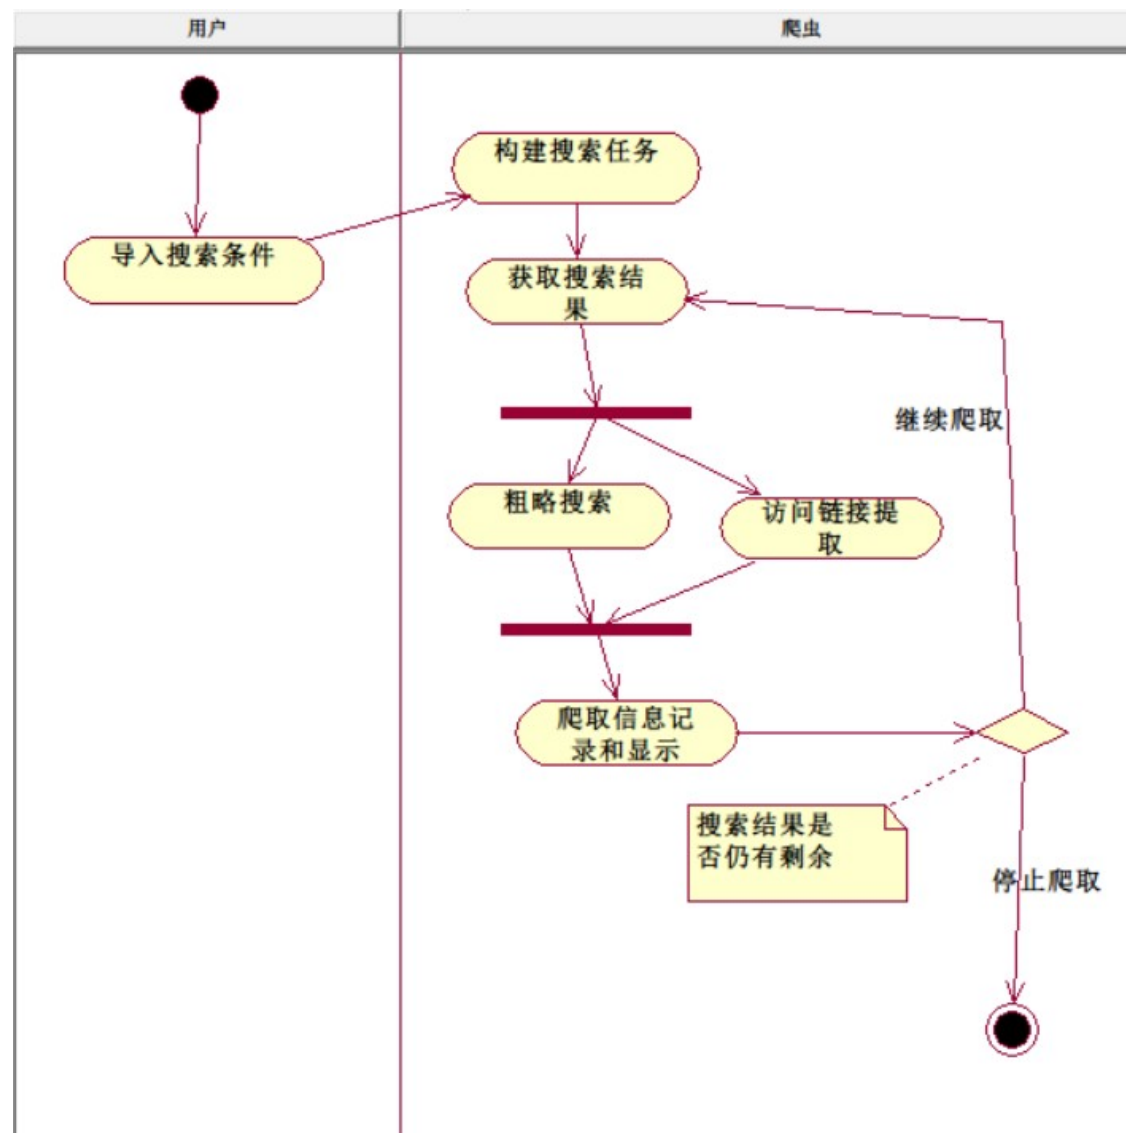 用户
爬虫
构建搜索任务
导入搜索条件
获取搜索结
果
继续爬取
粗略搜索
访问链接提
取
爬取信息记
录和显示
搜索结果是
否仍有剩余
停止爬取